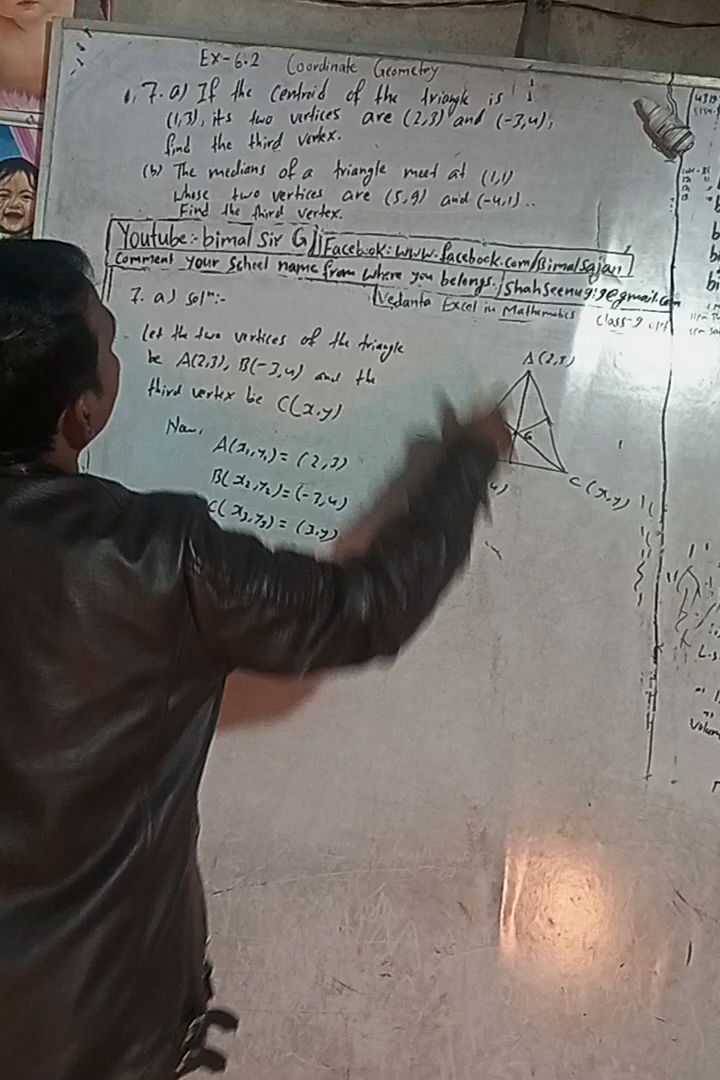 Ex-6.2 Coordinate Geometry
7. a) If the centroid of the triangle is
(1,3), its two vertices are (2,3) and (-3,4),
find the third vertex.
(b) The medians of a triangle meet at (1,1)
whose two vertices are (5,9) and (-4,1)..
Find the third vertex.
Youtube:- bimal Sir G
Facebook: www.facebook.com/Bimalsajan
Comment your School name from where you belongs.
shahseenu919@gmail.com
Vedanta Excel in Mathematics Class-9 opt
7. a) Solⁿ:-
Let the two vertices of the triangle
be A(2,3), B(-3,4) and the
third vertex be C(x,y)
Now,
A(x₁,y₁) = (2,3)
B(x₂,y₂) = (-3,4)
C(x₃,y₃) = (x,y)
A(2,3)
G
C(x,y)